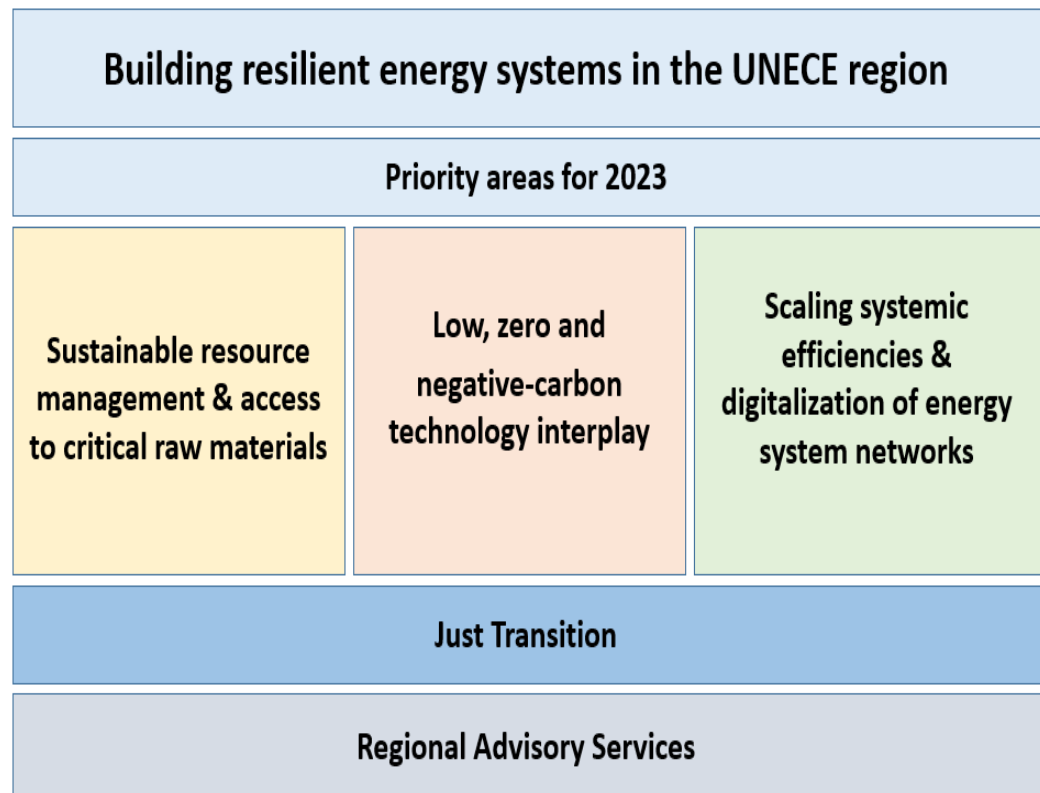 Building resilient energy systems in the UNECE region
Priority areas for 2023
Sustainable resource
management & access
to critical raw materials
Low, zero and
negative-carbon
technology interplay
Scaling systemic
efficiencies &
digitalization of energy
system networks
Just Transition
Regional Advisory Services